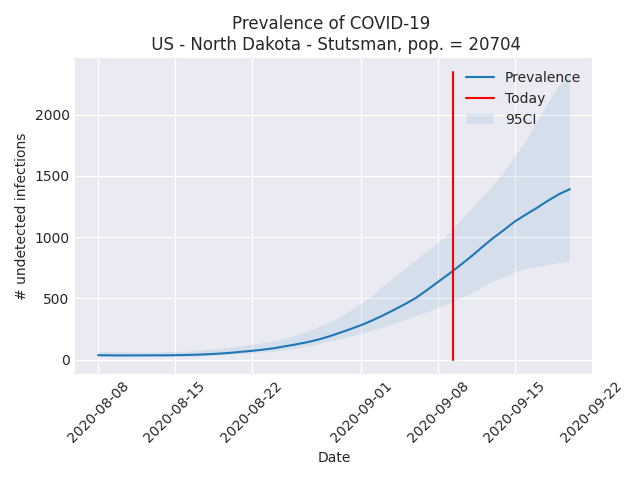 Prevalence of COVID-19
US - North Dakota - Stutsman, pop. = 20704
Prevalence
Today
95CI
# undetected infections
2000
1500
1000
500
0
2020-08-08
2020-08-15
2020-08-22
2020-09-01
2020-09-08
2020-09-15
2020-09-22
Date